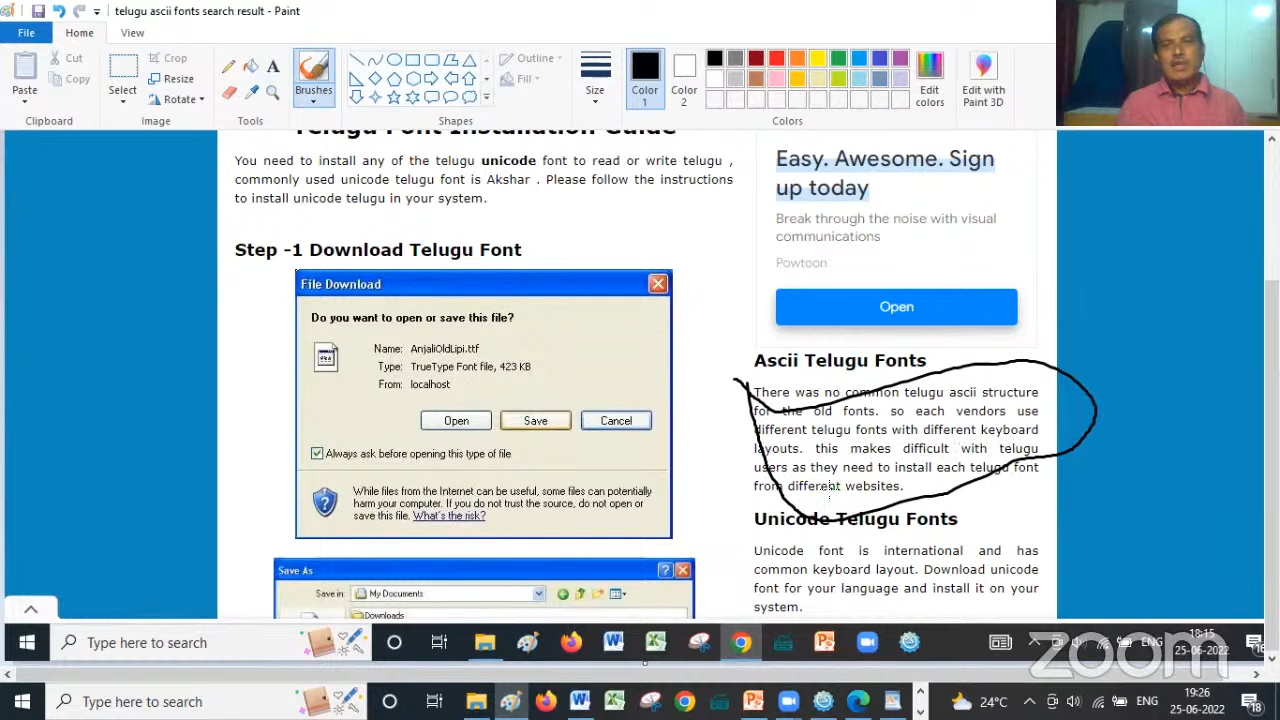 telugu ascii fonts search result - Paint
File
Home
View
Paste
Cut
Copy
Clipboard
Select
Crop
Resize
Rotate
Image
Tools
Brushes
Shapes
Outline
Fill
Size
Color
1
Color
2
Edit
colors
Edit with
Paint 3D
Colors
Telugu Font Installation Guide
You need to install any of the telugu unicode font to read or write telugu ,
commonly used unicode telugu font is Akshar . Please follow the instructions
to install unicode telugu in your system.
Step -1 Download Telugu Font
File Download
Do you want to open or save this file?
Name: AnjaliOldLipi.ttf
Type: TrueType Font file, 423 KB
From: localhost
Open
Save
Cancel
Always ask before opening this type of file
While files from the Internet can be useful, some files can potentially
harm your computer. If you do not trust the source, do not open or
save this file. What's the risk?
Save As
Save in:
My Documents
Downloads
Easy. Awesome. Sign
up today
Break through the noise with visual
communications
Powtoon
Open
Ascii Telugu Fonts
There was no common telugu ascii structure
for the old fonts. so each vendors use
different telugu fonts with different keyboard
layouts. this makes difficult with telugu
users as they need to install each telugu font
from different websites.
Unicode Telugu Fonts
Unicode font is international and has
common keyboard layout. Download unicode
font for your language and install it on your
system.
Type here to search
ENG
18:15
25-06-2022
16
zoom
Type here to search
24°C
ENG
19:26
25-06-2022
18